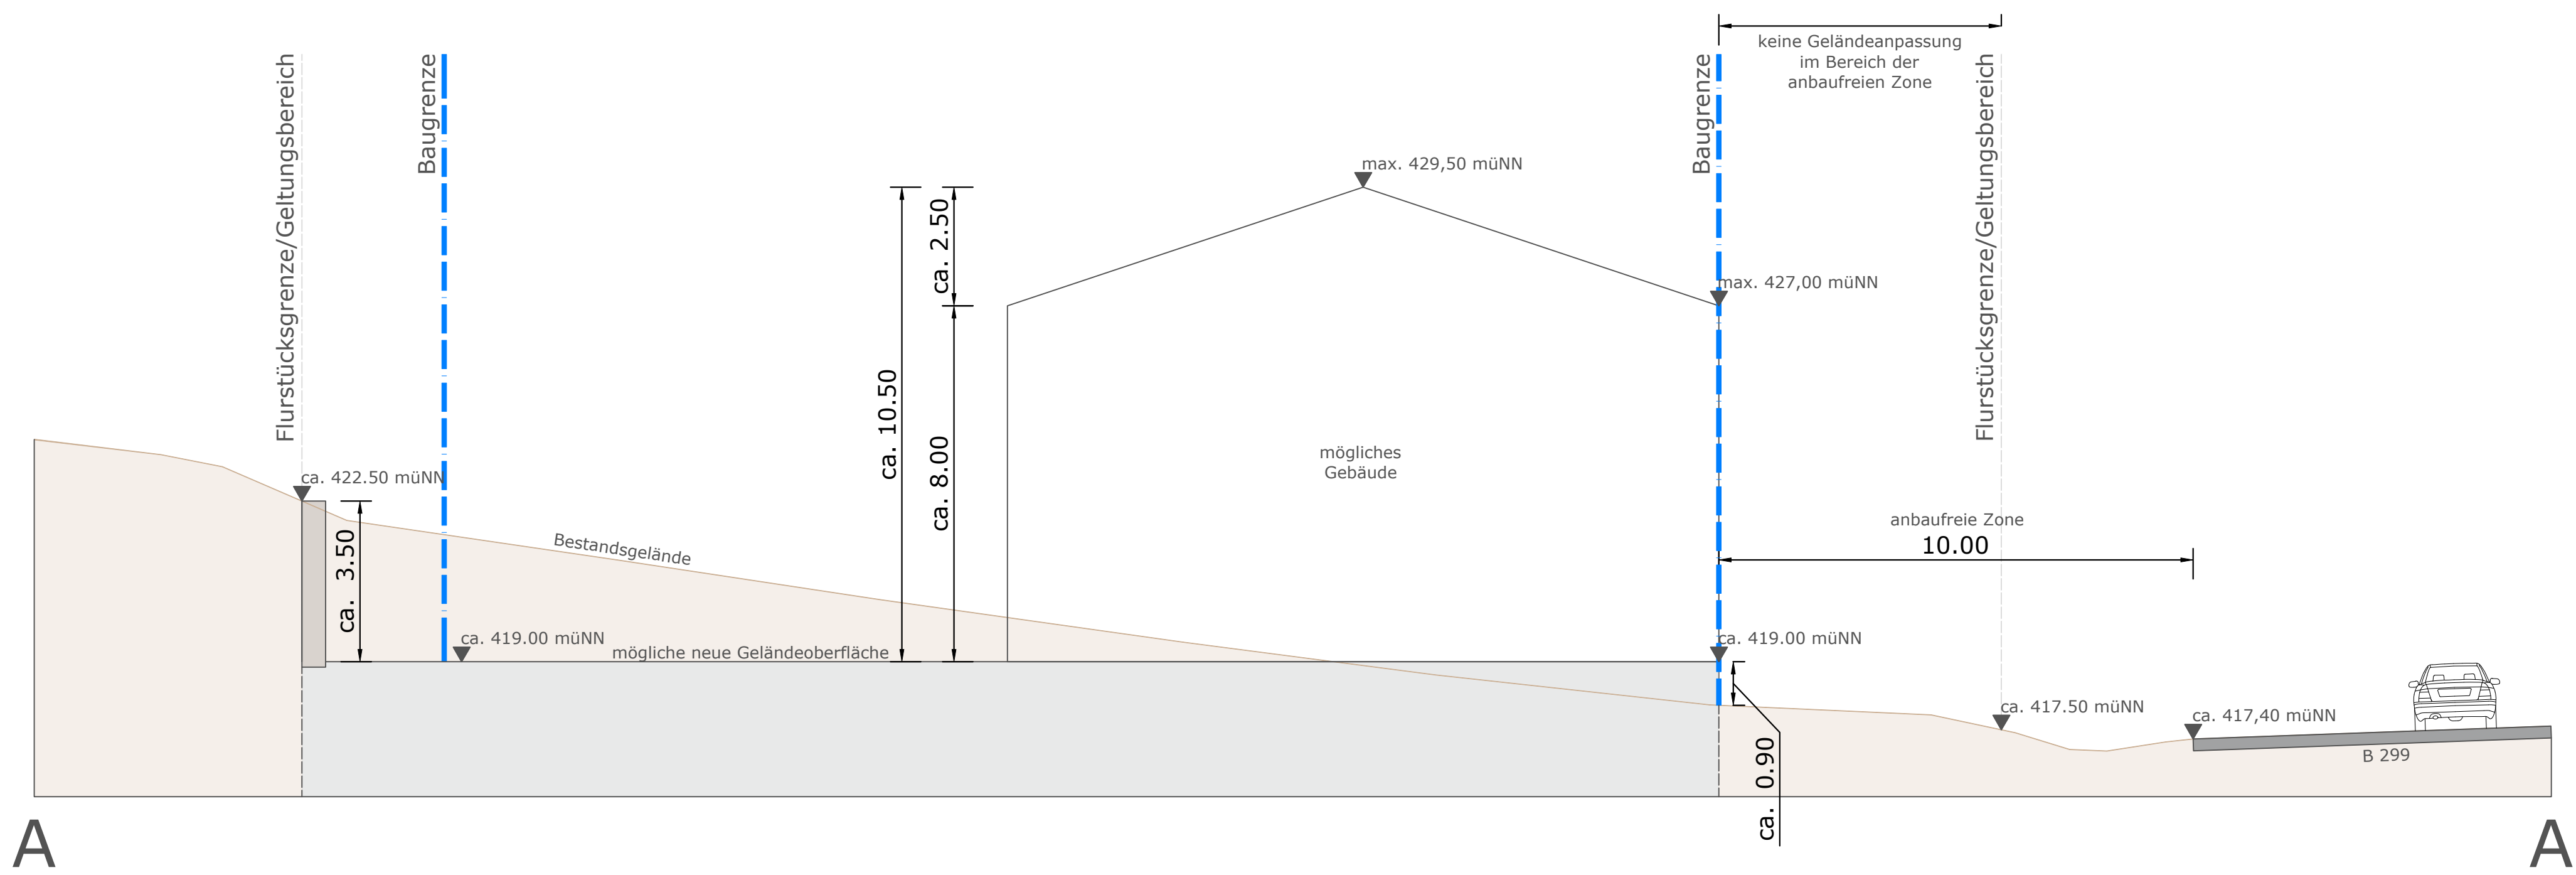 keine Geländeanpassung
im Bereich der
anbaufreien Zone
Flurstücksgrenze/Geltungsbereich
Baugrenze
Baugrenze
Flurstücksgrenze/Geltungsbereich
max. 429,50 müNN
ca. 2.50
max. 427,00 müNN
ca. 10.50
ca. 8.00
mögliches
Gebäude
ca. 422.50 müNN
ca. 3.50
Bestandsgelände
anbaufreie Zone
10.00
ca. 419.00 müNN
mögliche neue Geländeoberfläche
ca. 419.00 müNN
ca. 0.90
ca. 417.50 müNN
ca. 417,40 müNN
B 299
A
A